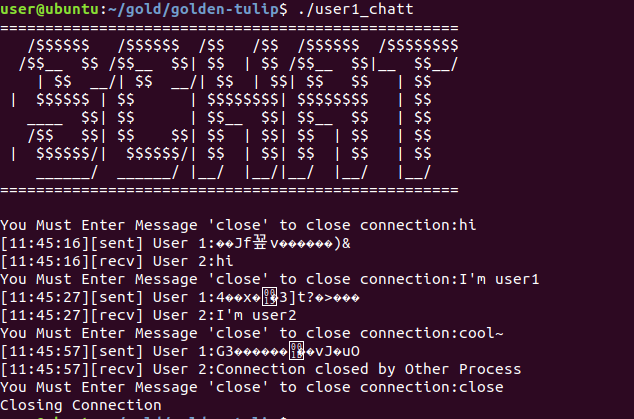 user@ubuntu:~/gold/golden-tulip$ ./user1_chatt
===================================================
   /$$$$$$   /$$$$$$  /$$   /$$  /$$$$$$  /$$$$$$$$
  /$$__  $$ /$$__  $$| $$  | $$ /$$__  $$|__  $$__/
    | $$  __/| $$  __/| $$  | $$| $$   $$   | $$
 |  $$$$$$ | $$      | $$$$$$$$| $$$$$$$$   | $$
    ____  $$| $$      | $$__  $$| $$__  $$   | $$
   /$$   $$| $$    $$| $$  | $$| $$  | $$   | $$
 |  $$$$$$/|  $$$$$$/| $$  | $$| $$  | $$   | $$
    ______/  ______/ |__/  |__/|__/  |__/   |__/
===================================================
You Must Enter Message 'close' to close connection:hi
[11:45:16][sent] User 1:��Jf꾶v������)&
[11:45:16][recv] User 2:hi
You Must Enter Message 'close' to close connection:I'm user1
[11:45:27][sent] User 1:4��x��3]t?�>���
[11:45:27][recv] User 2:I'm user2
You Must Enter Message 'close' to close connection:cool~
[11:45:57][sent] User 1:G3��������vJ�uO
[11:45:57][recv] User 2:Connection closed by Other Process
You Must Enter Message 'close' to close connection:close
Closing Connection